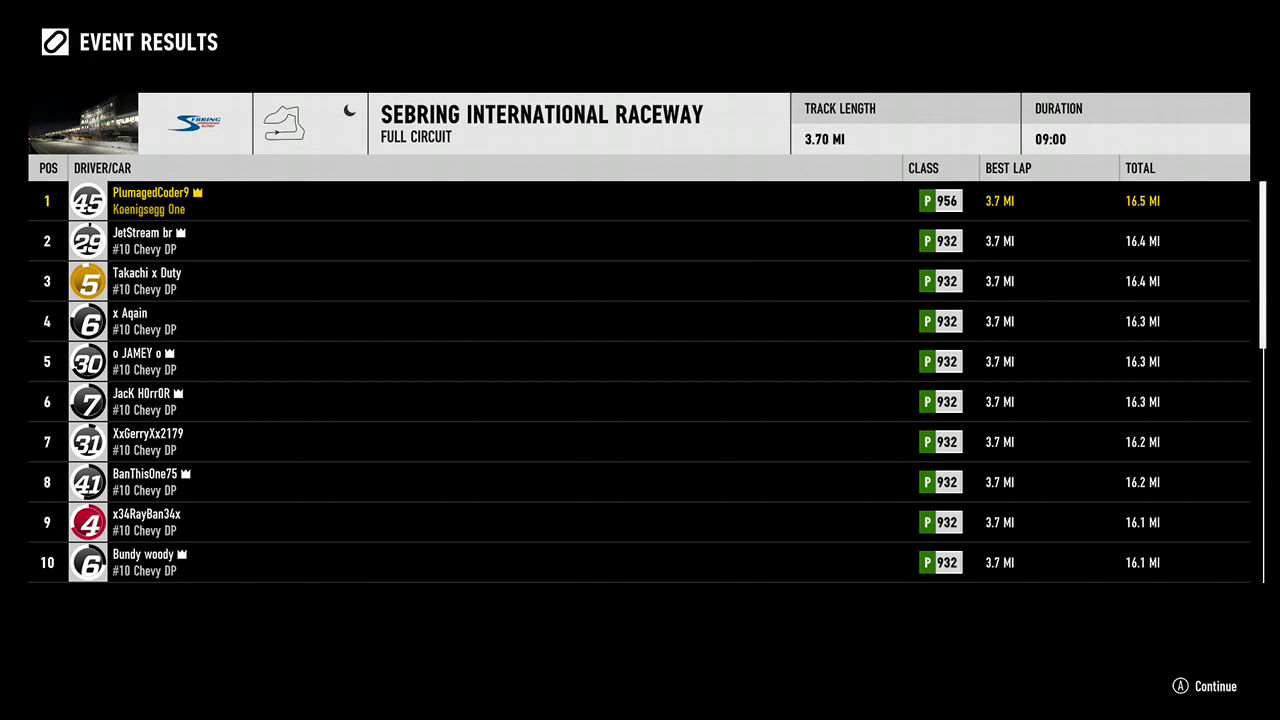 EVENT RESULTS
SEBRING
SEBRING INTERNATIONAL RACEWAY
FULL CIRCUIT
TRACK LENGTH
3.70 MI
DURATION
09:00
POS DRIVER/CAR CLASS BEST LAP TOTAL
1 45 PlumagedCoder9 P 956 3.7 MI 16.5 MI
Koenigsegg One
2 29 JetStream br P 932 3.7 MI 16.4 MI
#10 Chevy DP
3 5 Takachi x Duty P 932 3.7 MI 16.4 MI
#10 Chevy DP
4 6 x Aqain P 932 3.7 MI 16.3 MI
#10 Chevy DP
5 30 o JAMEY o P 932 3.7 MI 16.3 MI
#10 Chevy DP
6 7 JacK H0rr0R P 932 3.7 MI 16.3 MI
#10 Chevy DP
7 31 XxGerryXx2179 P 932 3.7 MI 16.2 MI
#10 Chevy DP
8 41 BanThisOne75 P 932 3.7 MI 16.2 MI
#10 Chevy DP
9 4 x34RayBan34x P 932 3.7 MI 16.1 MI
#10 Chevy DP
10 6 Bundy woody P 932 3.7 MI 16.1 MI
#10 Chevy DP
A Continue